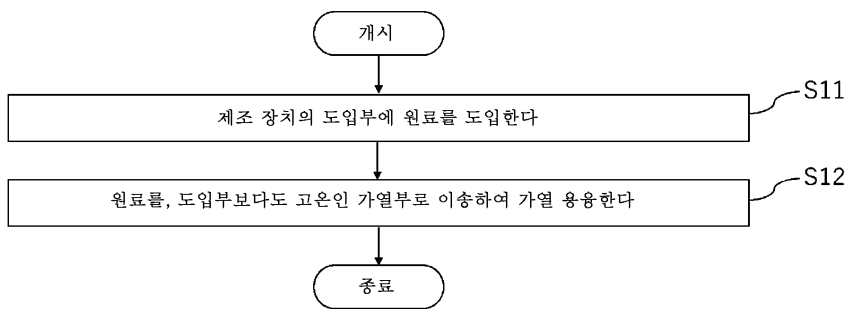 개시
제조 장치의 도입부에 원료를 도입한다
S11
원료를, 도입부보다도 고온인 가열부로 이송하여 가열 용융한다
S12
종료